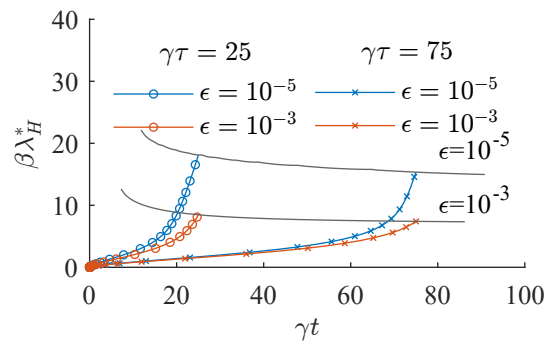 40
30
20
10
0
βλ*_H
γτ = 25 γτ = 75
ϵ = 10⁻⁵ ϵ = 10⁻⁵
ϵ = 10⁻³ ϵ = 10⁻³
ϵ=10⁻⁵
ϵ=10⁻³
0 20 40 60 80 100
γt